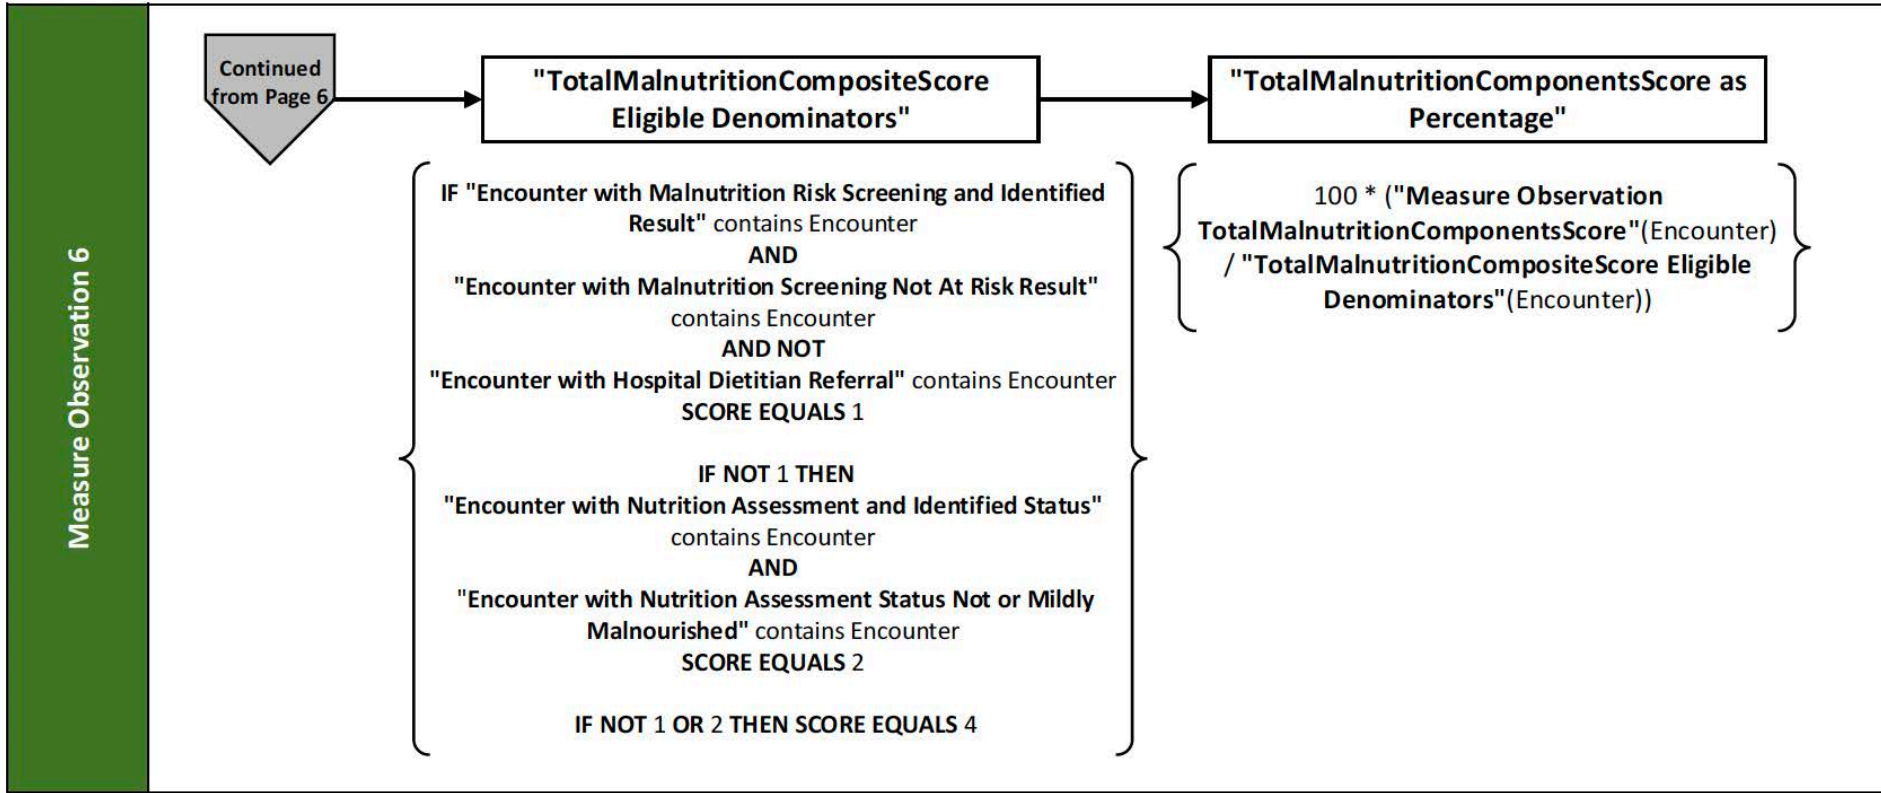 Measure Observation 6
Continued
from Page 6
"TotalMalnutritionCompositeScore
Eligible Denominators"
"TotalMalnutritionComponentsScore as
Percentage"
IF "Encounter with Malnutrition Risk Screening and Identified
Result" contains Encounter
AND
"Encounter with Malnutrition Screening Not At Risk Result"
contains Encounter
AND NOT
"Encounter with Hospital Dietitian Referral" contains Encounter
SCORE EQUALS 1
IF NOT 1 THEN
"Encounter with Nutrition Assessment and Identified Status"
contains Encounter
AND
"Encounter with Nutrition Assessment Status Not or Mildly
Malnourished" contains Encounter
SCORE EQUALS 2
IF NOT 1 OR 2 THEN SCORE EQUALS 4
100 * ("Measure Observation
TotalMalnutritionComponentsScore"(Encounter)
/ "TotalMalnutritionCompositeScore Eligible
Denominators"(Encounter))